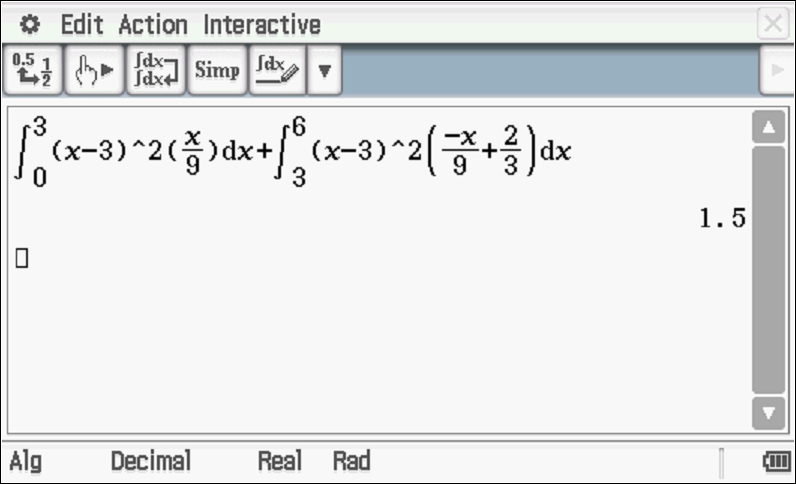 Edit Action Interactive
0.5 1/2 ∫dx ∫dx Simp ∫dx
∫₀³(x−3)^2(x/9)dx+∫₃⁶(x−3)^2(−x/9+2/3)dx
1.5
Alg Decimal Real Rad